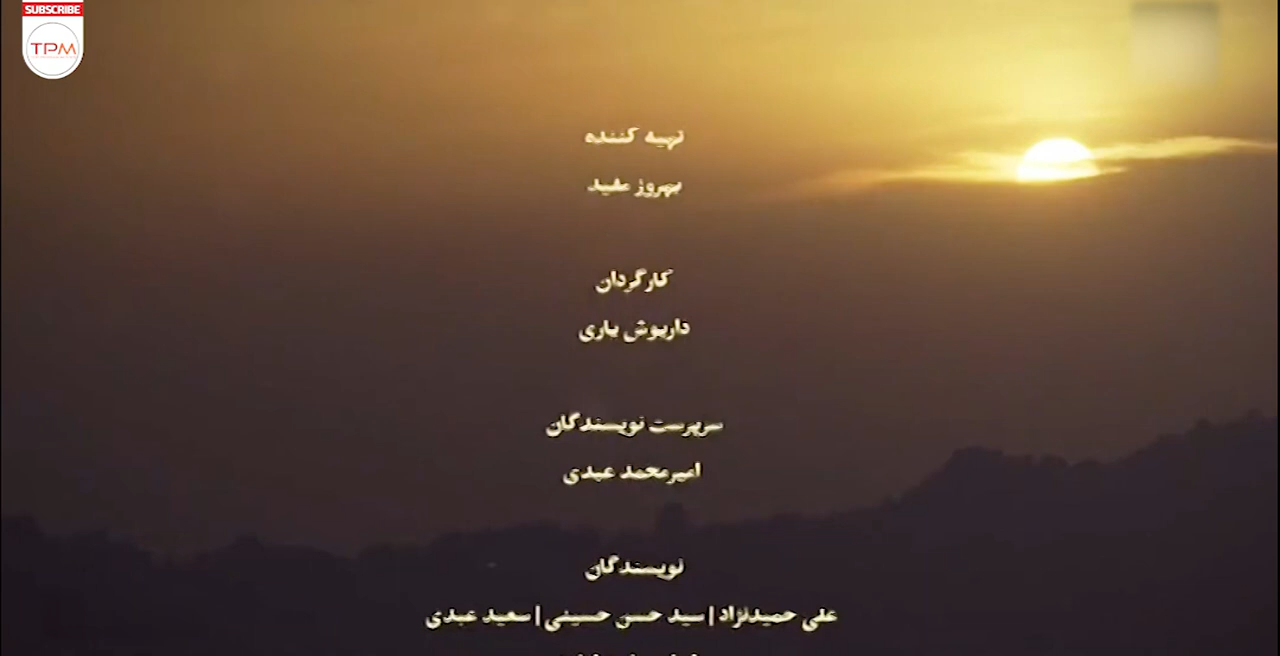 SUBSCRIBE
TPM
تهیه کننده
بهروز مفید
کارگردان
داریوش یاری
سرپرست نویسندگان
امیرمحمد عبدی
نویسندگان
علی حمیدنژاد | سید حسن حسینی | سعید عبدی